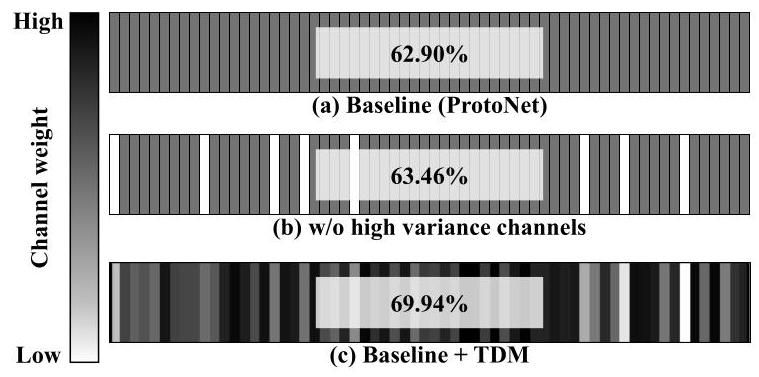 High
Channel weight
Low
62.90%
(a) Baseline (ProtoNet)
63.46%
(b) w/o high variance channels
69.94%
(c) Baseline + TDM